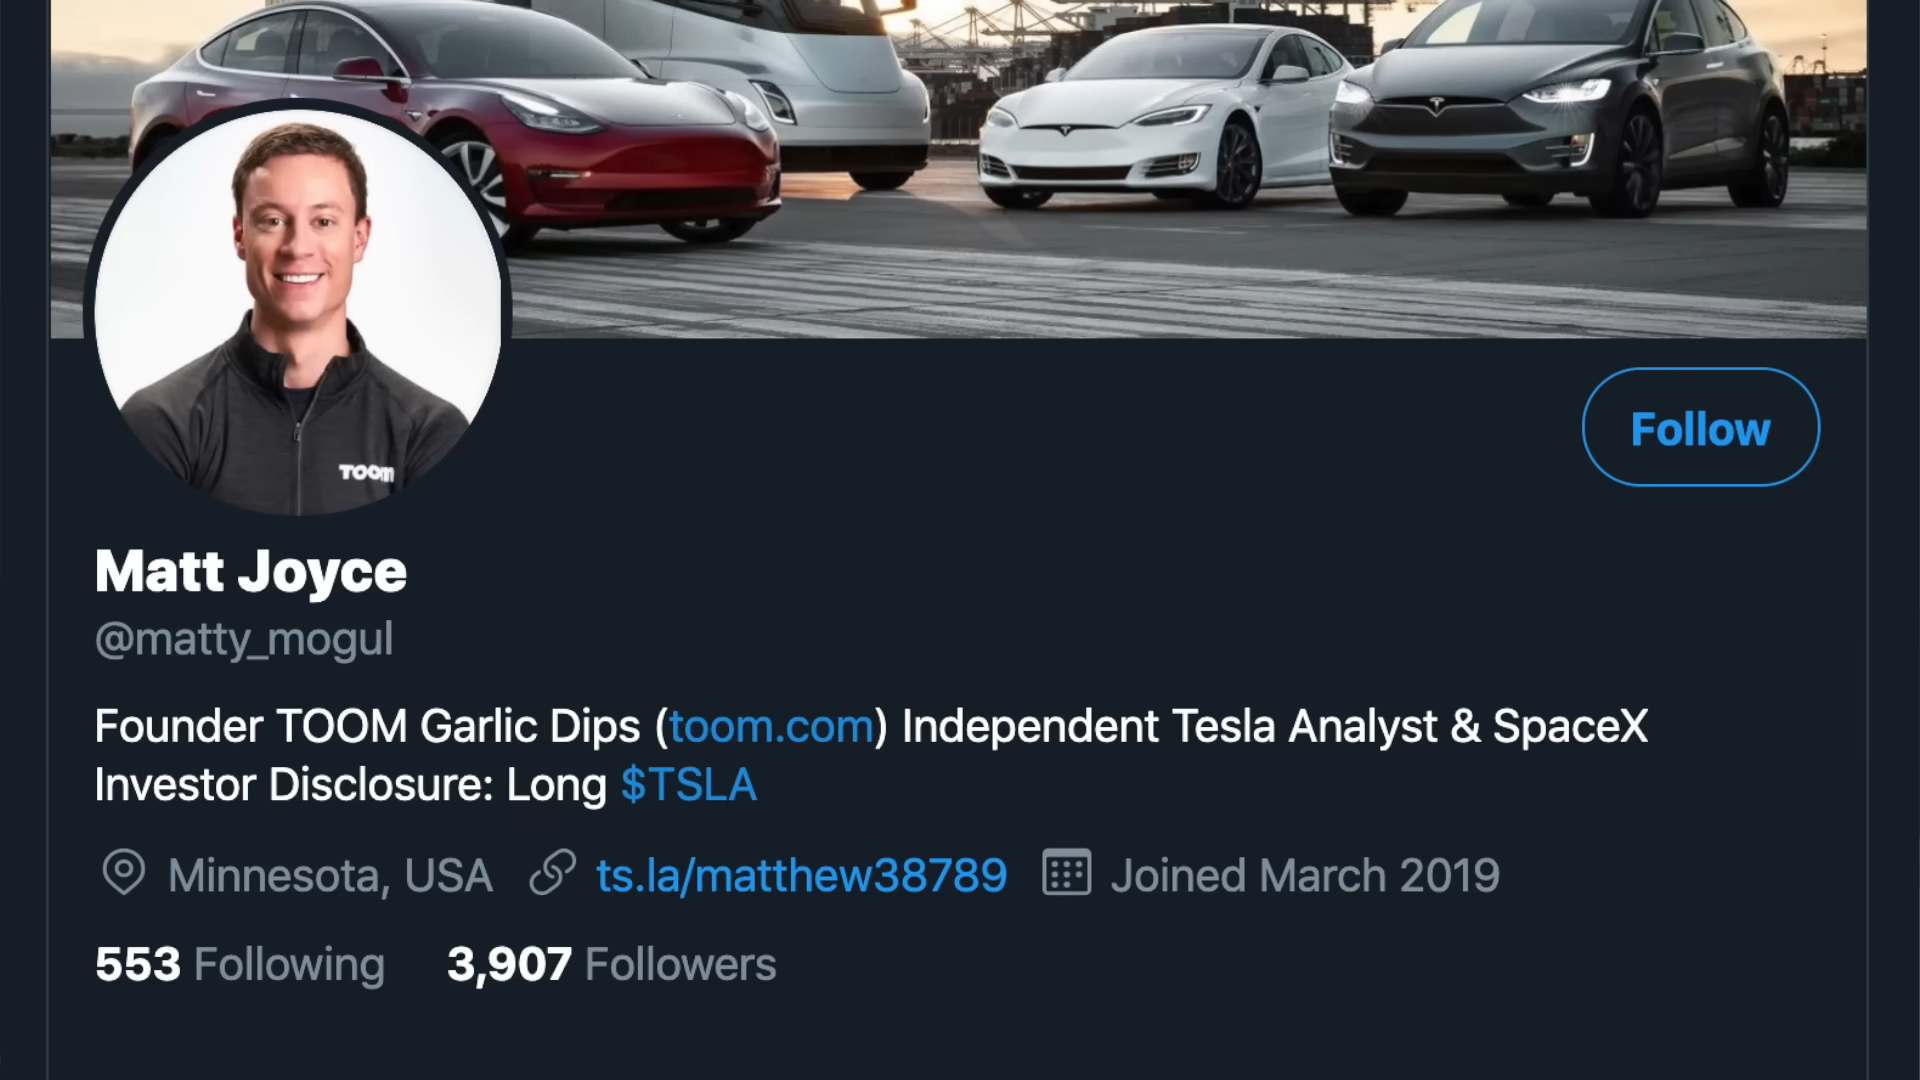 TOOM
Follow
Matt Joyce
@matty_mogul
Founder TOOM Garlic Dips (toom.com) Independent Tesla Analyst & SpaceX
Investor Disclosure: Long $TSLA
Minnesota, USA ts.la/matthew38789 Joined March 2019
553 Following 3,907 Followers